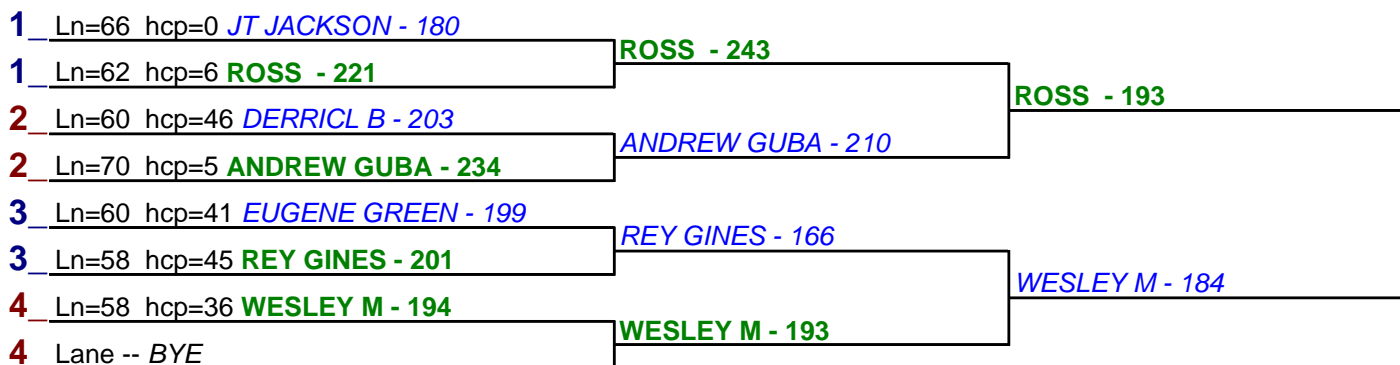 1_ Ln=66 hcp=0 JT JACKSON - 180
ROSS - 243
1_ Ln=62 hcp=6 ROSS - 221
ROSS - 193
2_ Ln=60 hcp=46 DERRICL B - 203
ANDREW GUBA - 210
2_ Ln=70 hcp=5 ANDREW GUBA - 234
3_ Ln=60 hcp=41 EUGENE GREEN - 199
REY GINES - 166
3_ Ln=58 hcp=45 REY GINES - 201
WESLEY M - 184
4_ Ln=58 hcp=36 WESLEY M - 194
WESLEY M - 193
4 Lane -- BYE